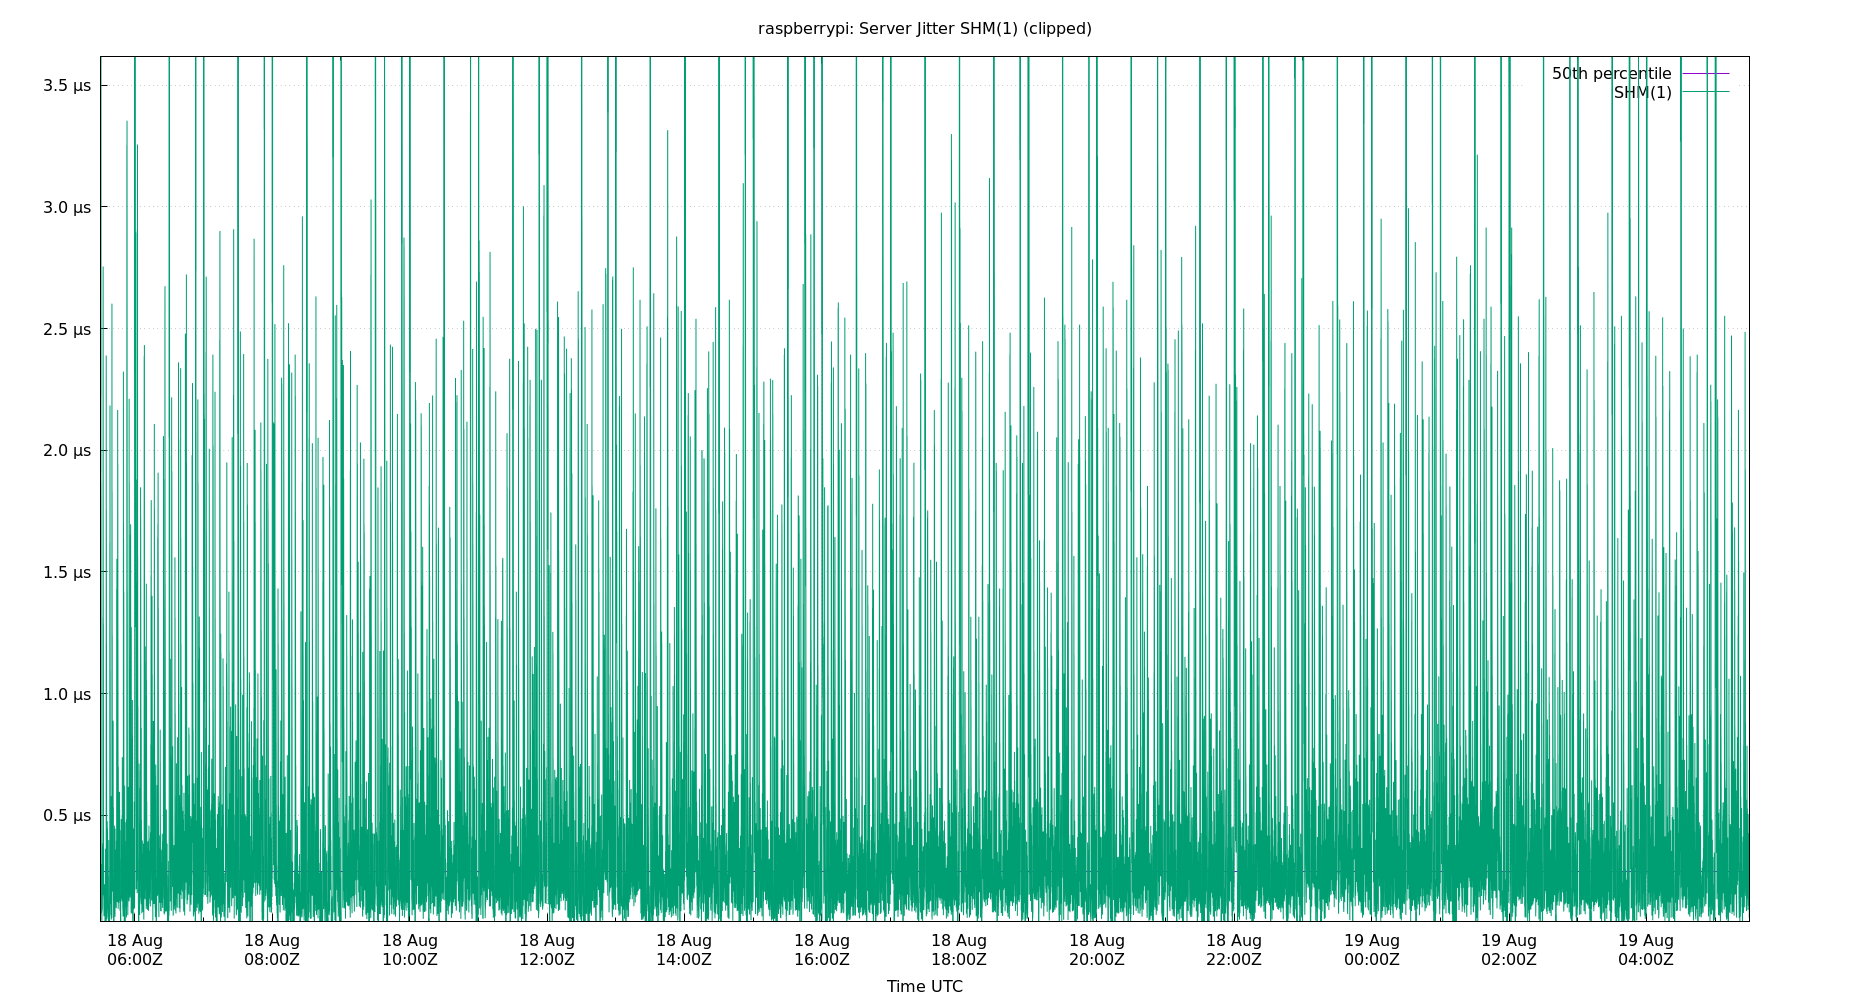 raspberrypi: Server Jitter SHM(1) (clipped)
50th percentile
SHM(1)
3.5 µs
3.0 µs
2.5 µs
2.0 µs
1.5 µs
1.0 µs
0.5 µs
18 Aug 18 Aug 18 Aug 18 Aug 18 Aug 18 Aug 18 Aug 18 Aug 18 Aug 19 Aug 19 Aug 19 Aug
06:00Z 08:00Z 10:00Z 12:00Z 14:00Z 16:00Z 18:00Z 20:00Z 22:00Z 00:00Z 02:00Z 04:00Z
Time UTC